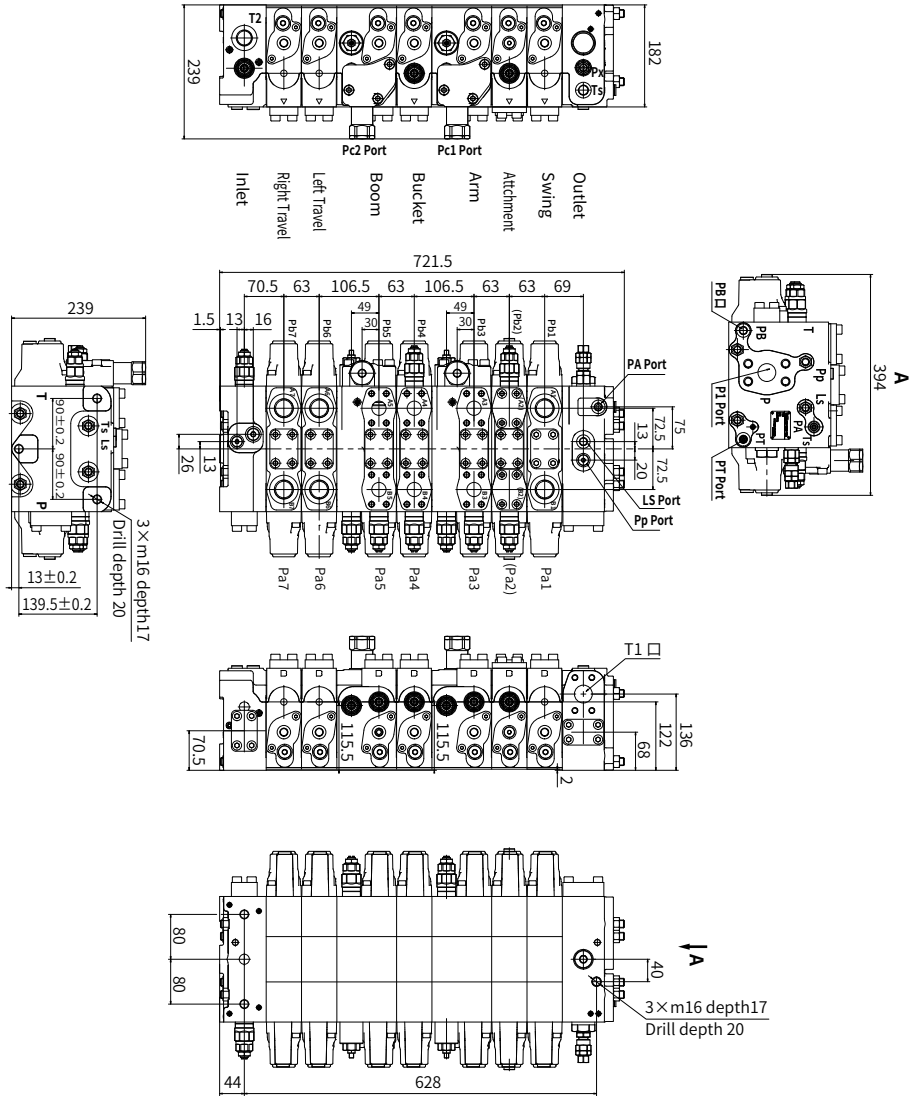 T2
Px
Ts
239
182
Pc2 Port
Pc1 Port
Inlet
Right Travel
Left Travel
Boom
Bucket
Arm
Attchment
Swing
Outlet
721.5
70.5
63
106.5
63
106.5
63
63
69
49
30
49
30
1.5
13
16
Pb7
Pb6
Pb5
Pb4
Pb3
(Pb2)
Pb1
PA Port
75
72.5
13
20
72.5
LS Port
Pp Port
26
13
A5
A4
A3
B5
B4
B3
Pa7
Pa6
Pa5
Pa4
Pa3
(Pa2)
Pa1
239
T
90±0.2
90±0.2
Ts
Ls
P
13±0.2
139.5±0.2
3×m16 depth17
Drill depth 20
A
394
PB口
PB
T
Pp
Ls
P
PA
Ts
PT
P1 Port
PT Port
T1 口
70.5
115.5
115.5
2
68
122
136
80
80
A
40
3×m16 depth17
Drill depth 20
44
628